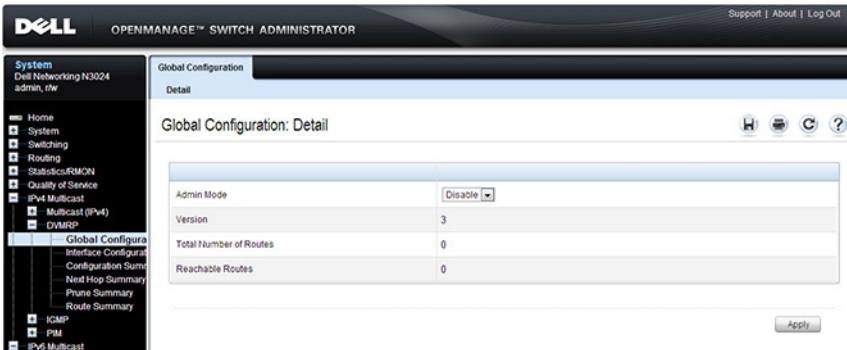 Support | About | Log Out
DELL OPENMANAGE™ SWITCH ADMINISTRATOR
System
Dell Networking N3024
admin, r/w
Home
System
Switching
Routing
Statistics/RMON
Quality of Service
IPv4 Multicast
Multicast (IPv4)
DVMRP
Global Configura
Interface Configurat
Configuration Summ
Next Hop Summary
Prune Summary
Route Summary
IGMP
PIM
IPv6 Multicast
Global Configuration
Detail
Global Configuration: Detail
Admin Mode Disable
Version 3
Total Number of Routes 0
Reachable Routes 0
Apply